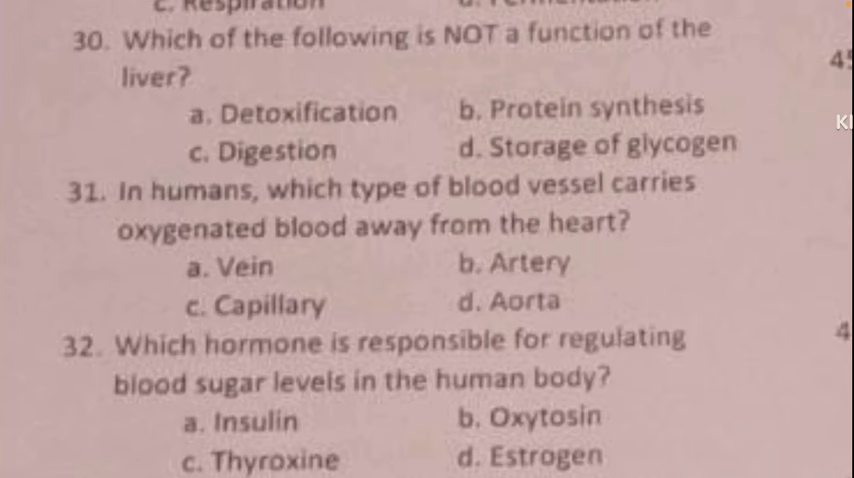 c. Respiration
30. Which of the following is NOT a function of the
liver?
a. Detoxification b. Protein synthesis
c. Digestion d. Storage of glycogen
31. In humans, which type of blood vessel carries
oxygenated blood away from the heart?
a. Vein b. Artery
c. Capillary d. Aorta
32. Which hormone is responsible for regulating
blood sugar levels in the human body?
a. Insulin b. Oxytosin
c. Thyroxine d. Estrogen